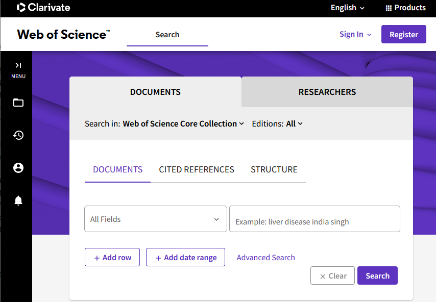 Clarivate
English
Products
Web of Science™
Search
Sign In
Register
MENU
DOCUMENTS
RESEARCHERS
Search in: Web of Science Core Collection
Editions: All
DOCUMENTS
CITED REFERENCES
STRUCTURE
All Fields
Example: liver disease india singh
+ Add row
+ Add date range
Advanced Search
× Clear
Search